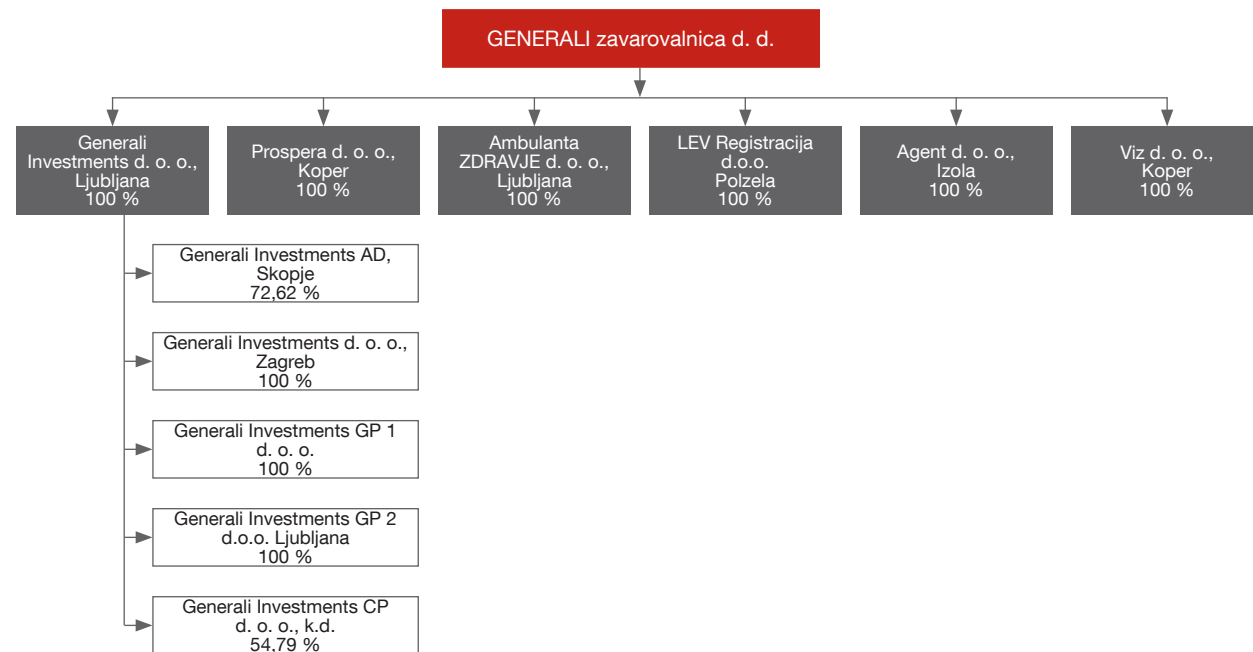 GENERALI zavarovalnica d. d.
Generali
Investments d. o. o.,
Ljubljana
100 %
Prospera d. o. o.,
Koper
100 %
Ambulanta
ZDRAVJE d. o. o.,
Ljubljana
100 %
LEV Registracija
d.o.o.
Polzela
100 %
Agent d. o. o.,
Izola
100 %
Viz d. o. o.,
Koper
100 %
Generali Investments AD,
Skopje
72,62 %
Generali Investments d. o. o.,
Zagreb
100 %
Generali Investments GP 1
d. o. o.
100 %
Generali Investments GP 2
d.o.o. Ljubljana
100 %
Generali Investments CP
d. o. o., k.d.
54,79 %